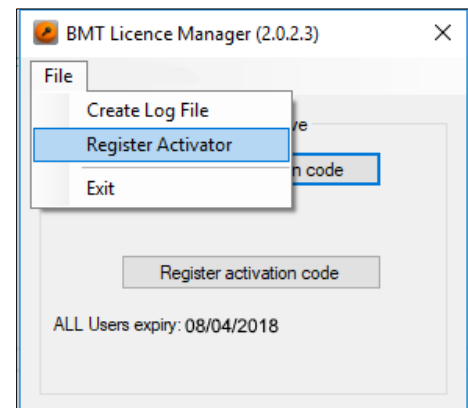 BMT Licence Manager (2.0.2.3)
File
Create Log File
Register Activator
Exit
n code
Register activation code
ALL Users expiry: 08/04/2018